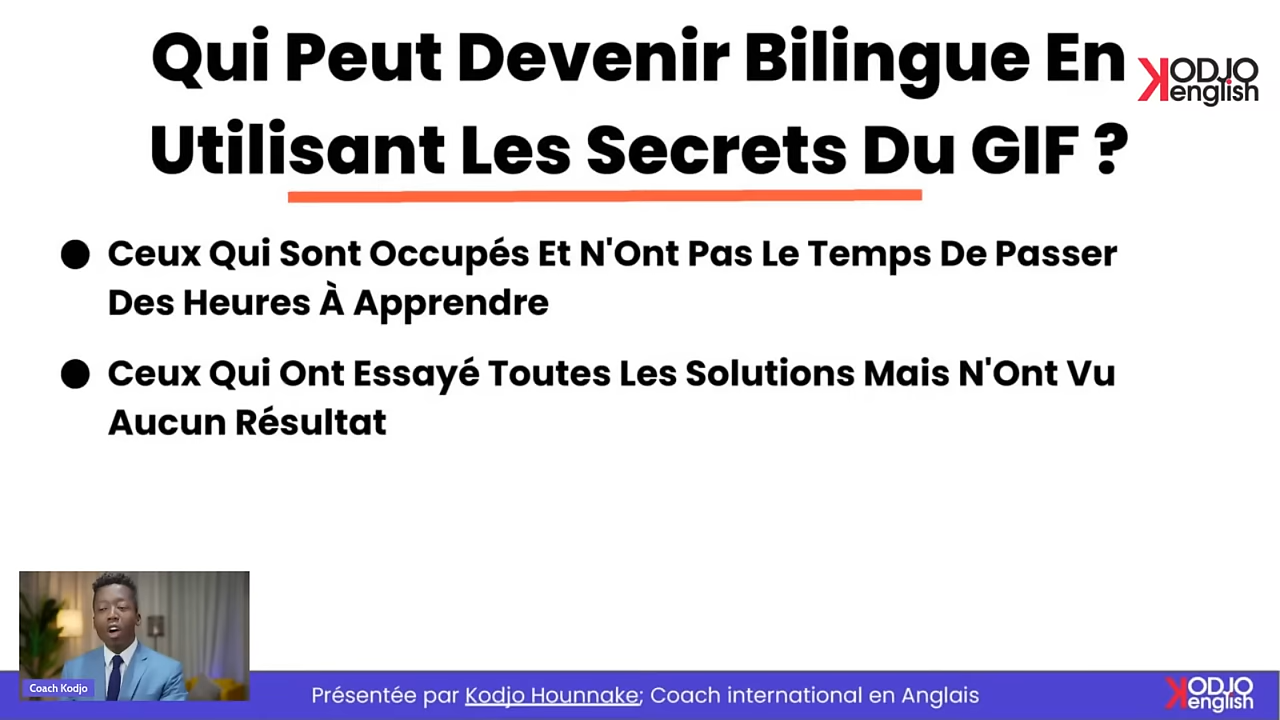 Qui Peut Devenir Bilingue En
Utilisant Les Secrets Du GIF ?
KODJO
english
Ceux Qui Sont Occupés Et N'Ont Pas Le Temps De Passer
Des Heures À Apprendre
Ceux Qui Ont Essayé Toutes Les Solutions Mais N'Ont Vu
Aucun Résultat
Coach Kodjo
Présentée par Kodjo Hounnake; Coach international en Anglais
KODJO
english